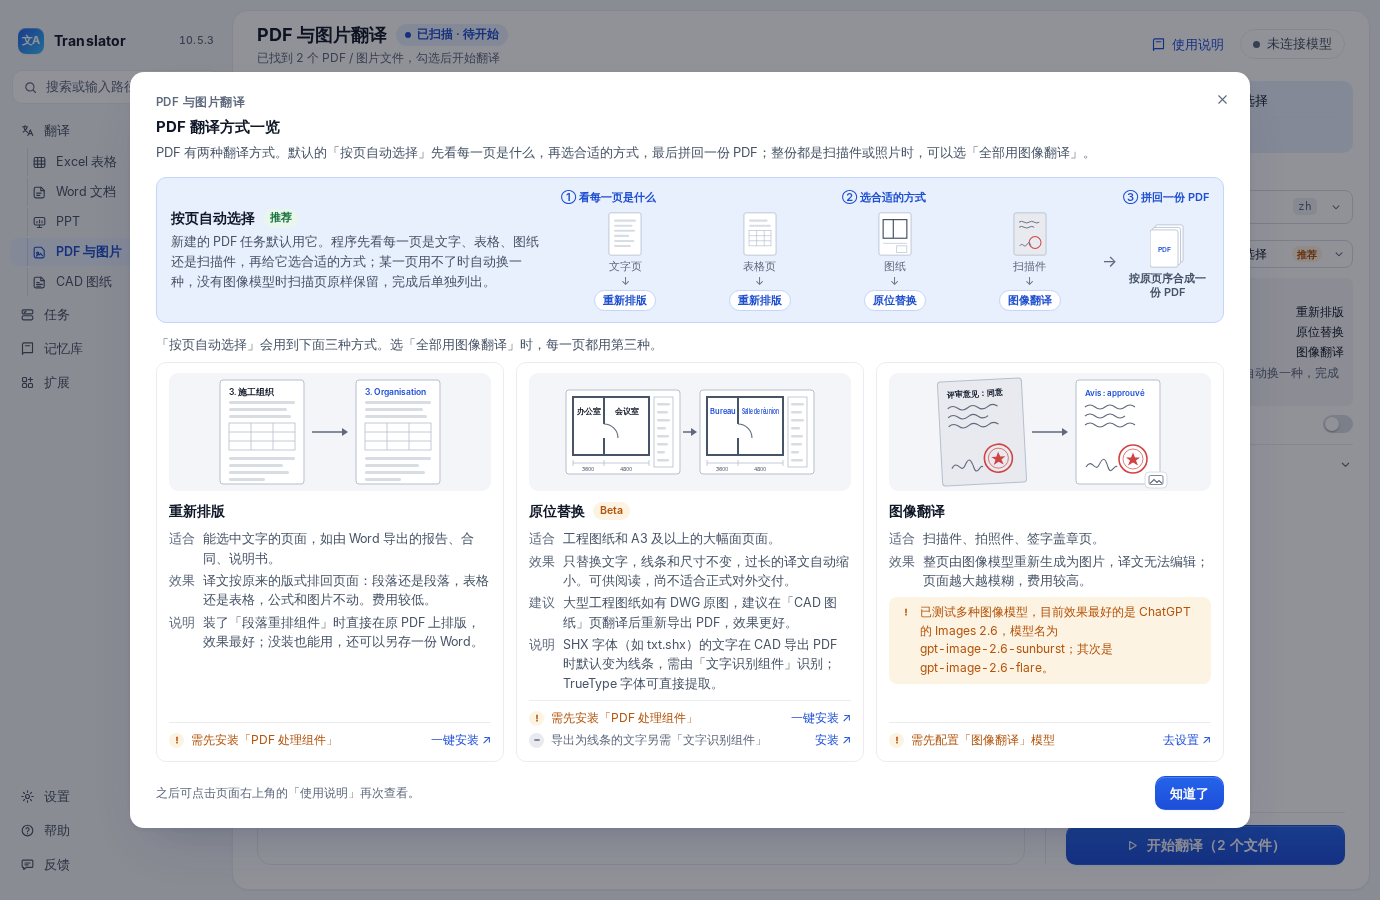 文A Translator 10.5.3
搜索或输入路径
翻译
Excel 表格
Word 文档
PPT
PDF 与图片
CAD 图纸
任务
记忆库
扩展
设置
帮助
反馈
PDF 与图片翻译 已扫描 · 待开始
已找到 2 个 PDF / 图片文件，勾选后开始翻译
使用说明 未连接模型
选择
zh
选择 推荐
重新排版
原位替换
图像翻译
自动换一种，完成
开始翻译（2 个文件）
PDF 与图片翻译
PDF 翻译方式一览
PDF 有两种翻译方式。默认的「按页自动选择」先看每一页是什么，再选合适的方式，最后拼回一份 PDF；整份都是扫描件或照片时，可以选「全部用图像翻译」。
按页自动选择 推荐
新建的 PDF 任务默认用它。程序先看每一页是文字、表格、图纸
还是扫描件，再给它选合适的方式；某一页用不了时自动换一
种，没有图像模型时扫描页原样保留，完成后单独列出。
1 看每一页是什么
2 选合适的方式
3 拼回一份 PDF
文字页
↓
重新排版
表格页
↓
重新排版
图纸
↓
原位替换
扫描件
↓
图像翻译
→
PDF
按原页序合成一
份 PDF
「按页自动选择」会用到下面三种方式。选「全部用图像翻译」时，每一页都用第三种。
3. 施工组织
3. Organisation
重新排版
适合 能选中文字的页面，如由 Word 导出的报告、合
同、说明书。
效果 译文按原来的版式排回页面：段落还是段落，表格
还是表格，公式和图片不动。费用较低。
说明 装了「段落重排组件」时直接在原 PDF 上排版，
效果最好；没装也能用，还可以另存一份 Word。
! 需先安装「PDF 处理组件」 一键安装
办公室 会议室
3600 4800
Bureau Salle de réunion
3600 4800
原位替换 Beta
适合 工程图纸和 A3 及以上的大幅面页面。
效果 只替换文字，线条和尺寸不变，过长的译文自动缩
小。可供阅读，尚不适合正式对外交付。
建议 大型工程图纸如有 DWG 原图，建议在「CAD 图
纸」页翻译后重新导出 PDF，效果更好。
说明 SHX 字体（如 txt.shx）的文字在 CAD 导出 PDF
时默认变为线条，需由「文字识别组件」识别；
TrueType 字体可直接提取。
! 需先安装「PDF 处理组件」 一键安装
导出为线条的文字另需「文字识别组件」 安装
评审意见：同意
Avis : approuvé
图像翻译
适合 扫描件、拍照件、签字盖章页。
效果 整页由图像模型重新生成为图片，译文无法编辑；
页面越大越模糊，费用较高。
! 已测试多种图像模型，目前效果最好的是 ChatGPT
的 Images 2.6，模型名为
gpt-image-2.6-sunburst；其次是
gpt-image-2.6-flare。
! 需先配置「图像翻译」模型 去设置
之后可点击页面右上角的「使用说明」再次查看。
知道了